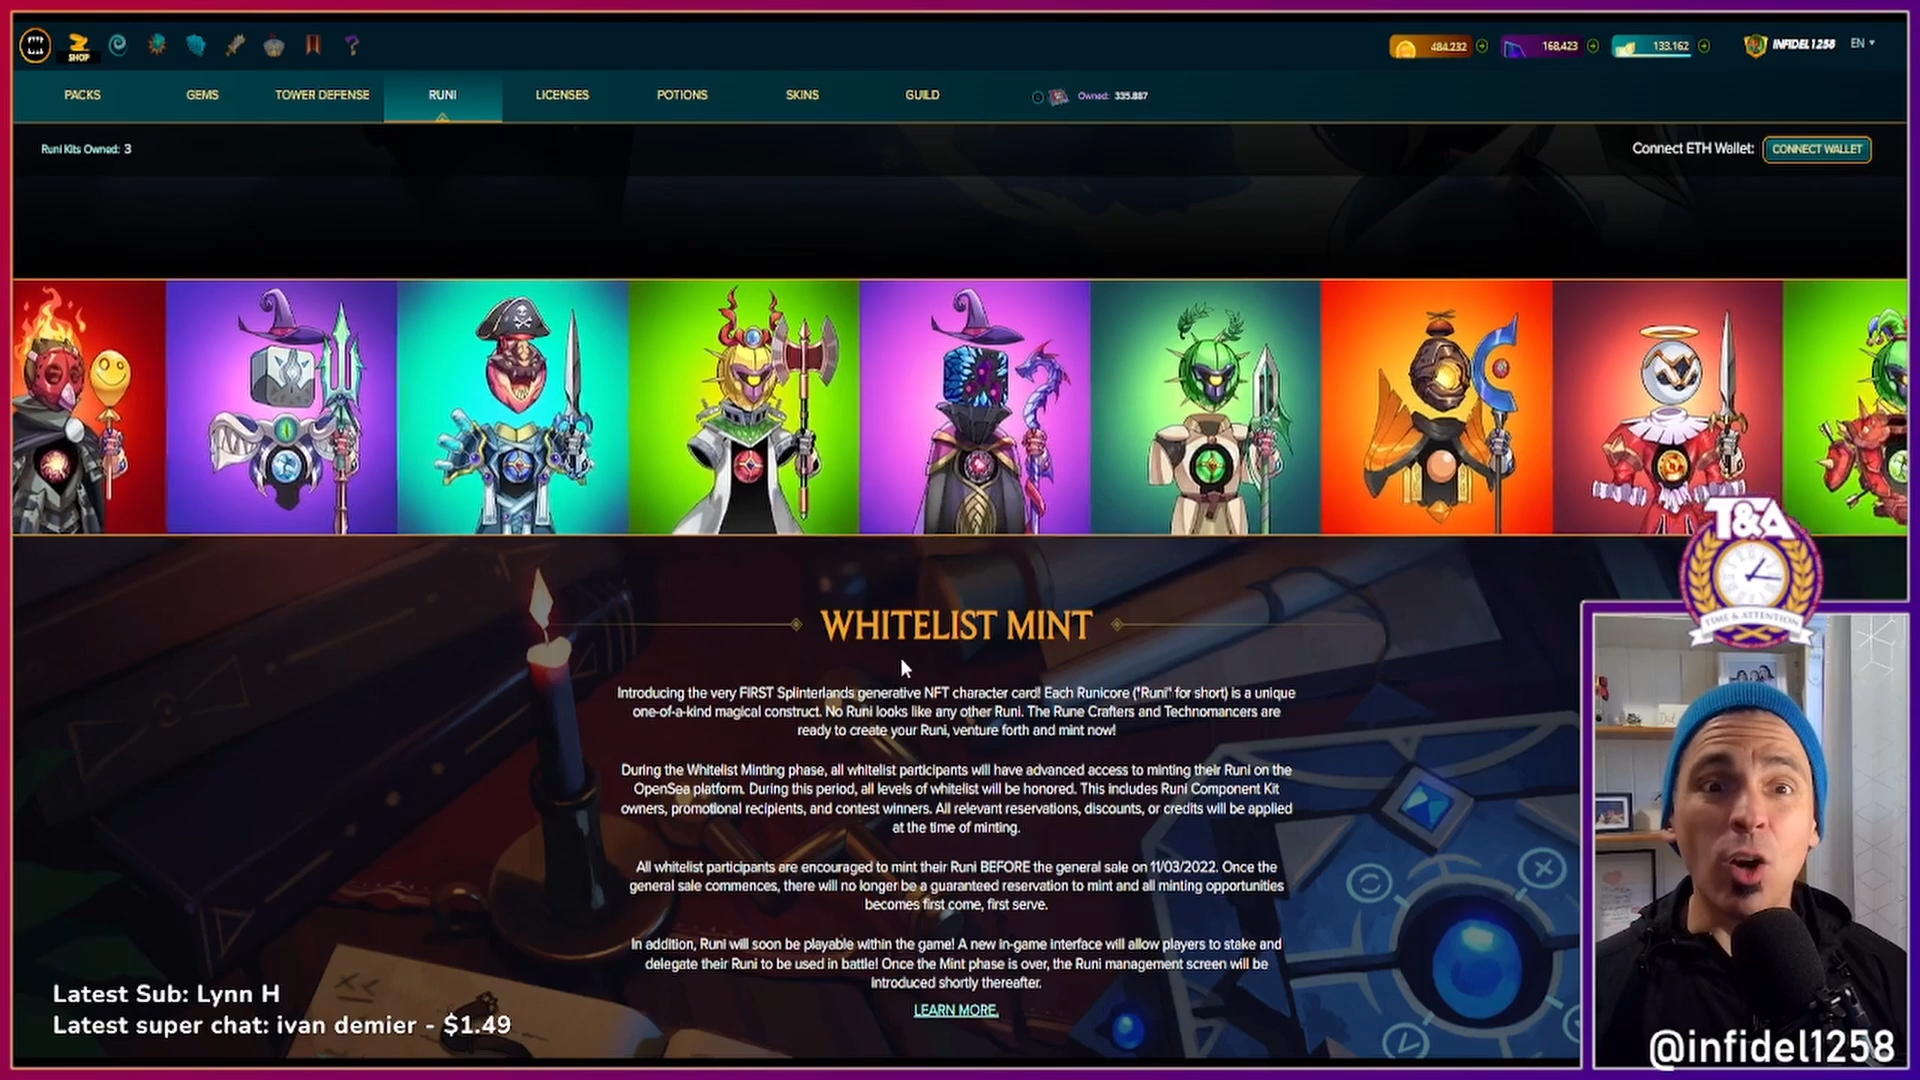 SHOP
484.232
168,423
133.162
INFIDEL1258
EN
PACKS
GEMS
TOWER DEFENSE
RUNI
LICENSES
POTIONS
SKINS
GUILD
Owned: 335.887
Runi Kits Owned: 3
Connect ETH Wallet:
CONNECT WALLET
T&A
TIME & ATTENTION
WHITELIST MINT
Introducing the very FIRST Splinterlands generative NFT character card! Each Runicore ("Runi" for short) is a unique
one-of-a-kind magical construct. No Runi looks like any other Runi. The Rune Crafters and Technomancers are
ready to create your Runi, venture forth and mint now!
During the Whitelist Minting phase, all whitelist participants will have advanced access to minting their Runi on the
OpenSea platform. During this period, all levels of whitelist will be honored. This includes Runi Component Kit
owners, promotional recipients, and contest winners. All relevant reservations, discounts, or credits will be applied
at the time of minting.
All whitelist participants are encouraged to mint their Runi BEFORE the general sale on 11/03/2022. Once the
general sale commences, there will no longer be a guaranteed reservation to mint and all minting opportunities
becomes first come, first serve.
In addition, Runi will soon be playable within the game! A new in-game interface will allow players to stake and
delegate their Runi to be used in battle! Once the Mint phase is over, the Runi management screen will be
introduced shortly thereafter.
LEARN MORE.
Latest Sub: Lynn H
Latest super chat: ivan demier - $1.49
@infidel1258